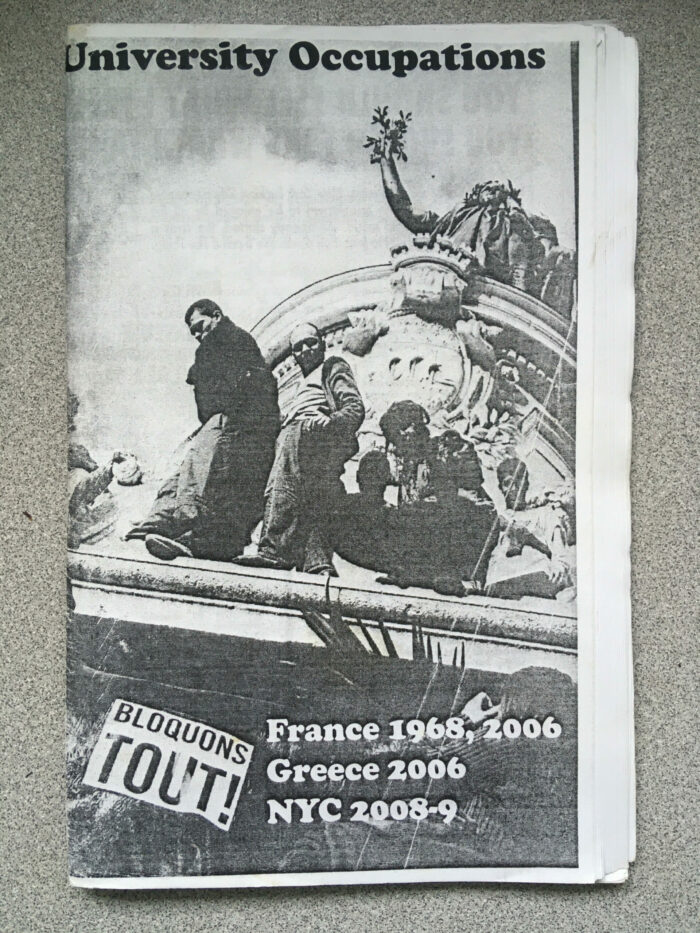 University Occupations
BLOQUONS
TOUT!
France 1968, 2006
Greece 2006
NYC 2008-9